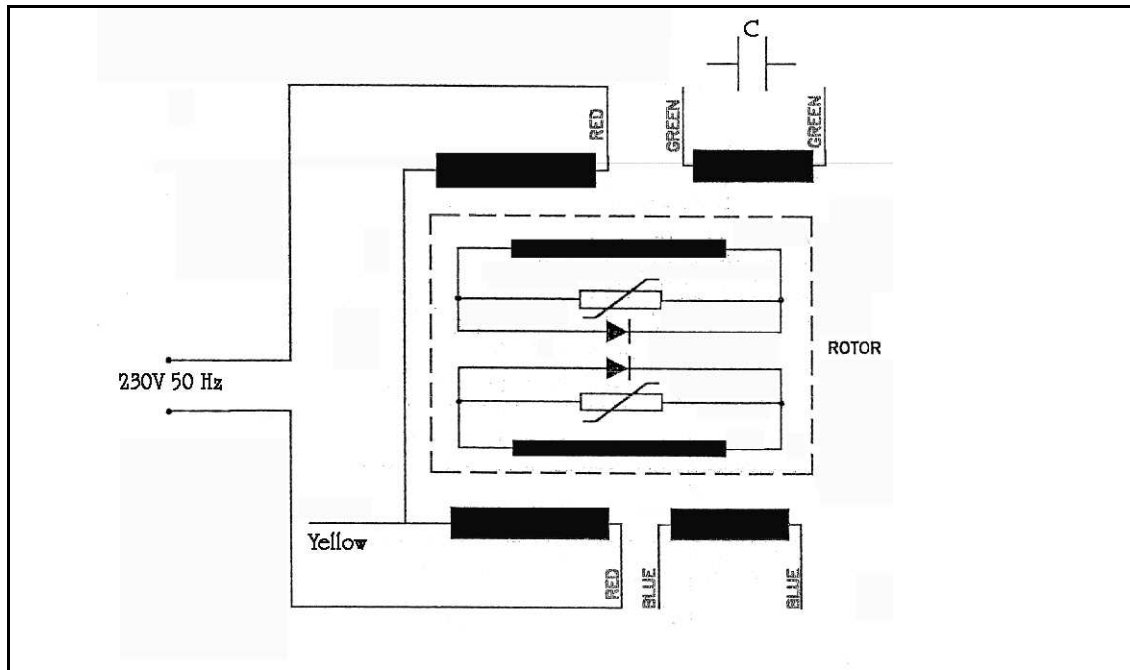 C
RED
GREEN
GREEN
ROTOR
230V 50 Hz
Yellow
RED
BLUE
BLUE